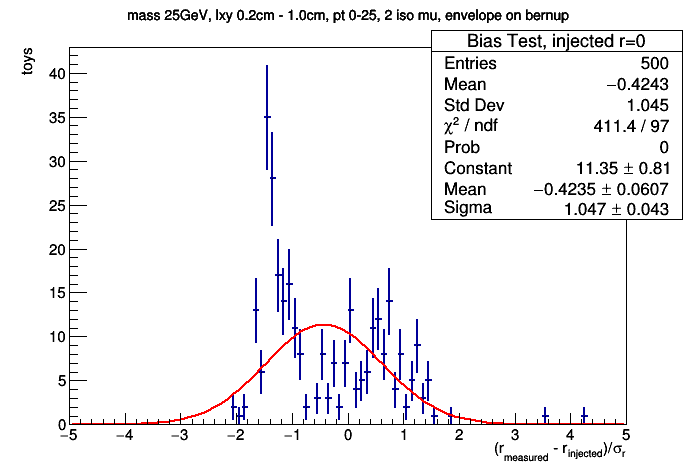 mass 25GeV, lxy 0.2cm - 1.0cm, pt 0-25, 2 iso mu, envelope on bernup
toys
Bias Test, injected r=0
Entries 500
Mean −0.4243
Std Dev 1.045
χ² / ndf 411.4 / 97
Prob 0
Constant 11.35 ± 0.81
Mean −0.4235 ± 0.0607
Sigma 1.047 ± 0.043
40
35
30
25
20
15
10
5
0
−5 −4 −3 −2 −1 0 1 2 3 4 5
(r_measured - r_injected)/σ_r